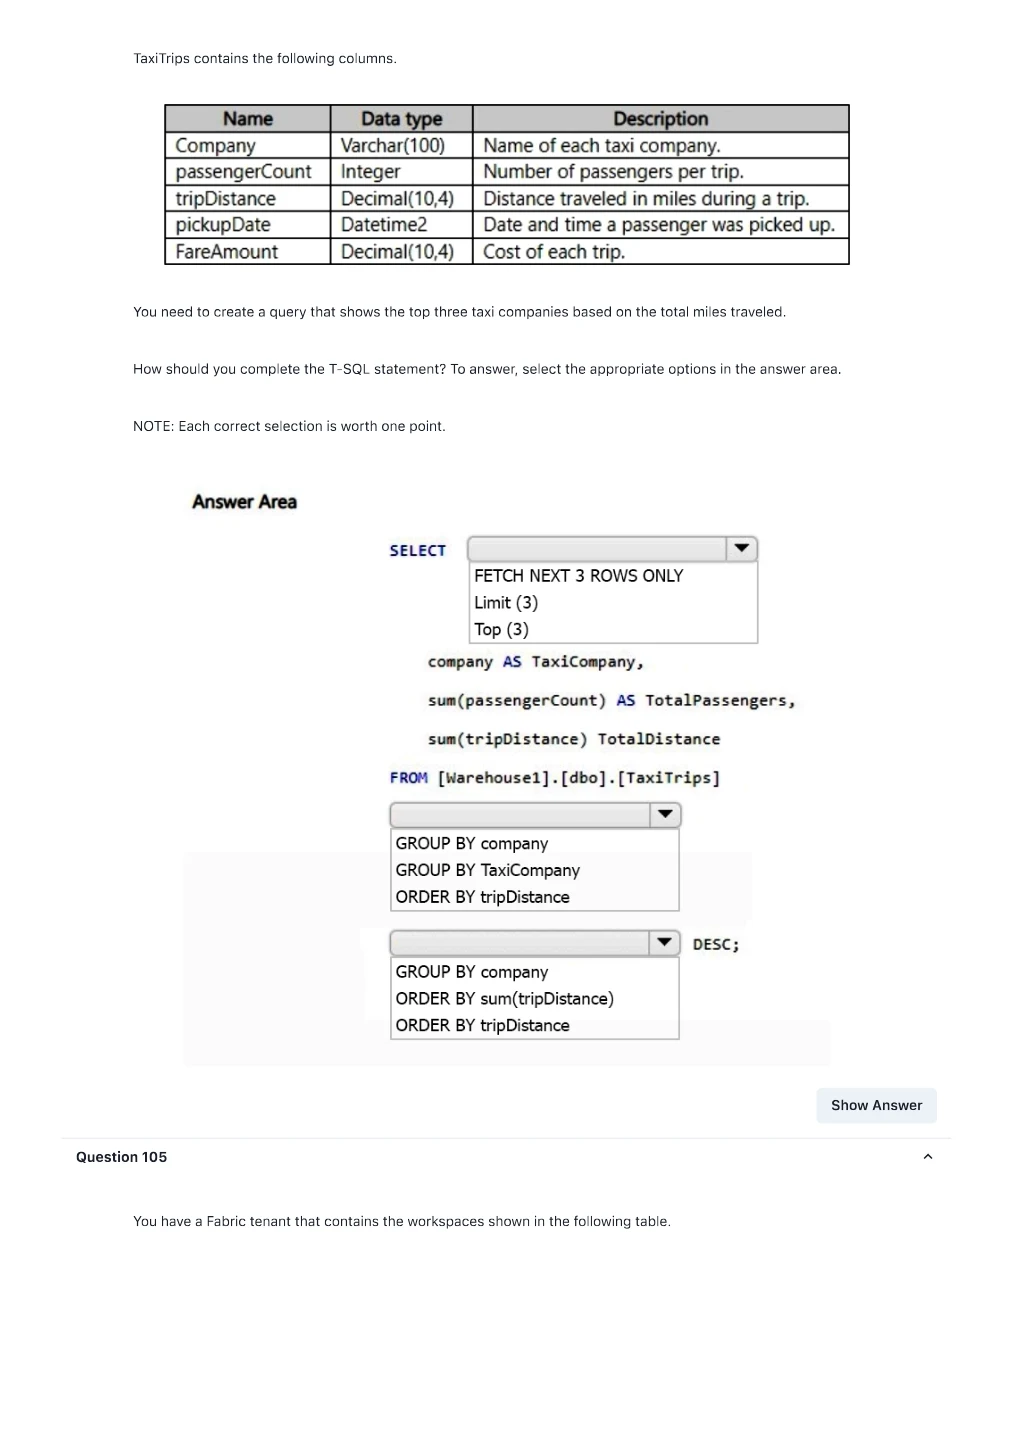 TaxiTrips contains the following columns.
Name Data type Description
Company Varchar(100) Name of each taxi company.
passengerCount Integer Number of passengers per trip.
tripDistance Decimal(10,4) Distance traveled in miles during a trip.
pickupDate Datetime2 Date and time a passenger was picked up.
FareAmount Decimal(10,4) Cost of each trip.
You need to create a query that shows the top three taxi companies based on the total miles traveled.
How should you complete the T-SQL statement? To answer, select the appropriate options in the answer area.
NOTE: Each correct selection is worth one point.
Answer Area
SELECT
FETCH NEXT 3 ROWS ONLY
Limit (3)
Top (3)
company AS TaxiCompany,
sum(passengerCount) AS TotalPassengers,
sum(tripDistance) TotalDistance
FROM [Warehouse1].[dbo].[TaxiTrips]
GROUP BY company
GROUP BY TaxiCompany
ORDER BY tripDistance
DESC;
GROUP BY company
ORDER BY sum(tripDistance)
ORDER BY tripDistance
Show Answer
Question 105
You have a Fabric tenant that contains the workspaces shown in the following table.